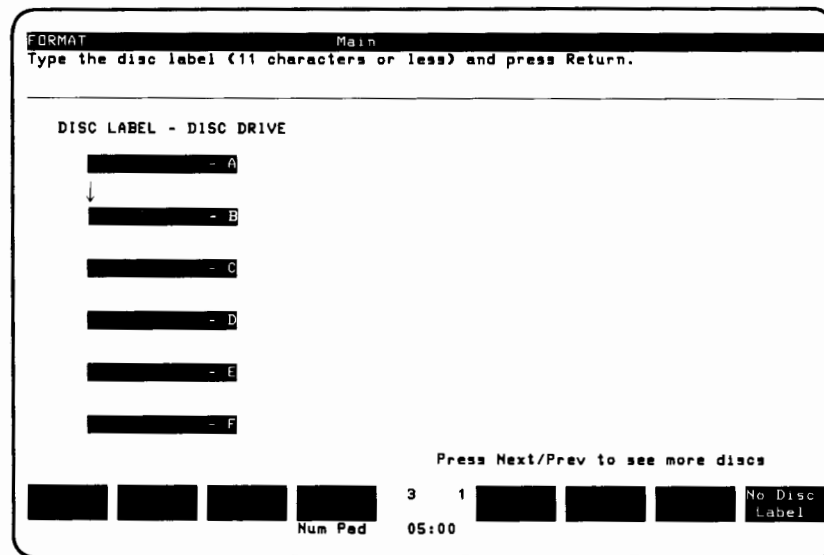 FORMAT Main
Type the disc label (11 characters or less) and press Return.
DISC LABEL - DISC DRIVE
- A
↓
- B
- C
- D
- E
- F
Press Next/Prev to see more discs
3 1 No Disc
Label
Num Pad 05:00